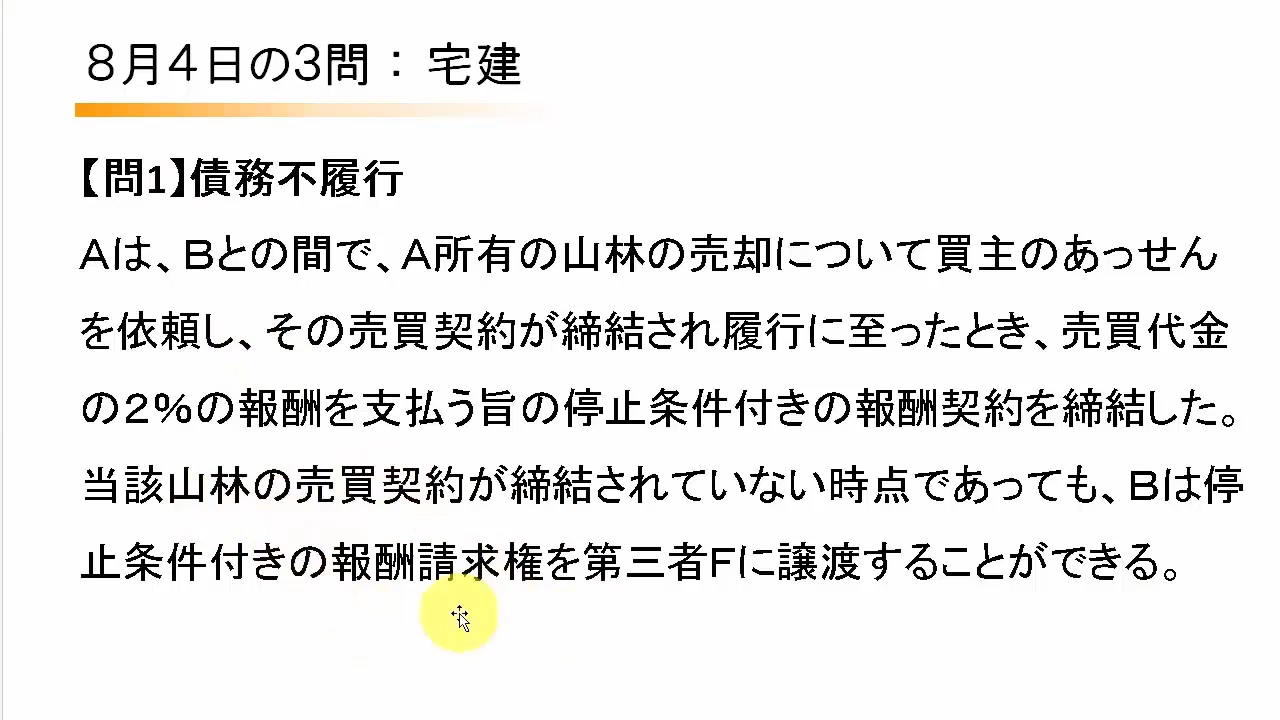 ８月４日の３問：宅建
【問1】債務不履行
Ａは、Ｂとの間で、Ａ所有の山林の売却について買主のあっせん
を依頼し、その売買契約が締結され履行に至ったとき、売買代金
の２％の報酬を支払う旨の停止条件付きの報酬契約を締結した。
当該山林の売買契約が締結されていない時点であっても、Ｂは停
止条件付きの報酬請求権を第三者Ｆに譲渡することができる。